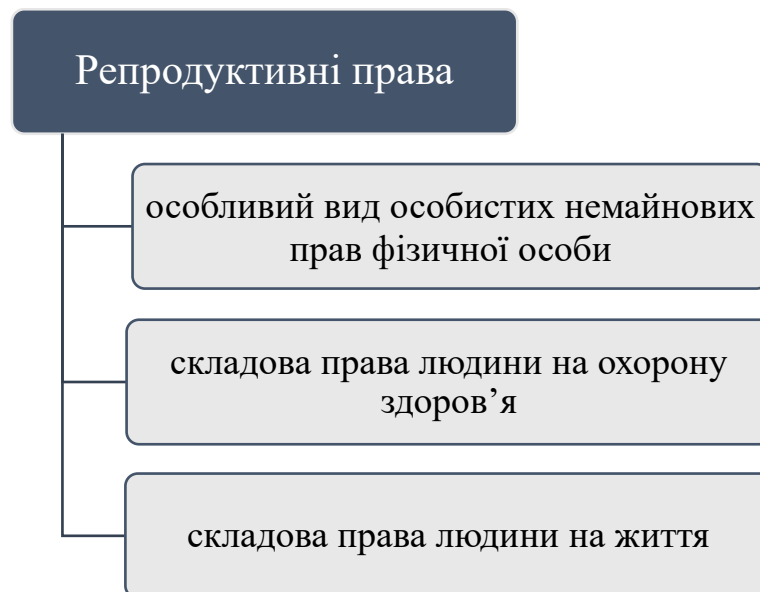 Репродуктивні права
особливий вид особистих немайнових
прав фізичної особи
складова права людини на охорону
здоров’я
складова права людини на життя